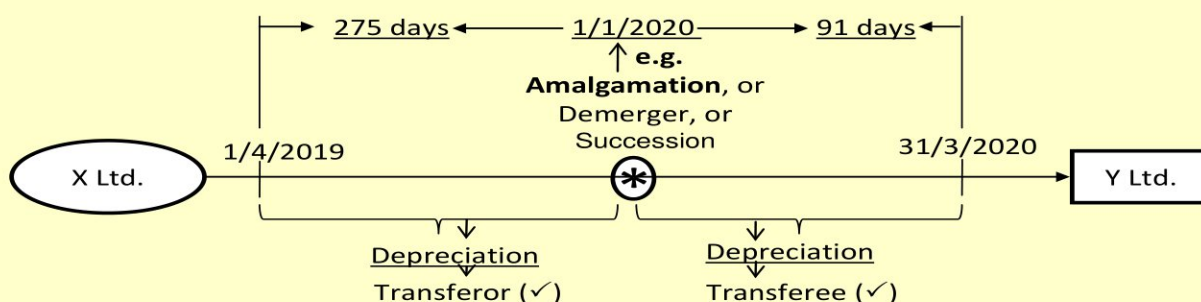 275 days 1/1/2020 91 days
e.g.
Amalgamation, or
Demerger, or
Succession
1/4/2019 31/3/2020
X Ltd. * Y Ltd.
Depreciation Depreciation
Transferor (✓) Transferee (✓)